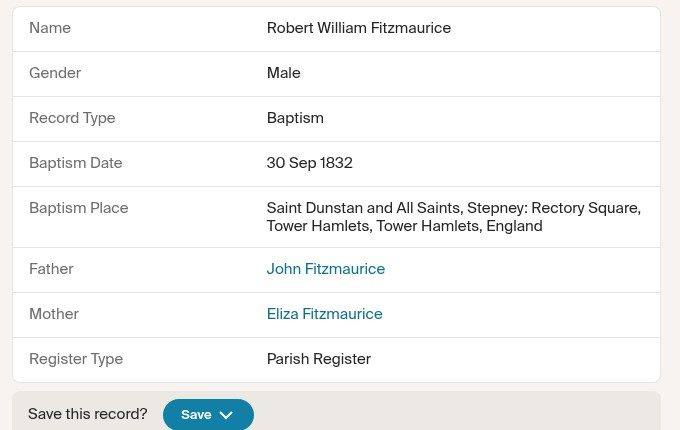 Name Robert William Fitzmaurice
Gender Male
Record Type Baptism
Baptism Date 30 Sep 1832
Baptism Place Saint Dunstan and All Saints, Stepney: Rectory Square,
Tower Hamlets, Tower Hamlets, England
Father John Fitzmaurice
Mother Eliza Fitzmaurice
Register Type Parish Register
Save this record? Save